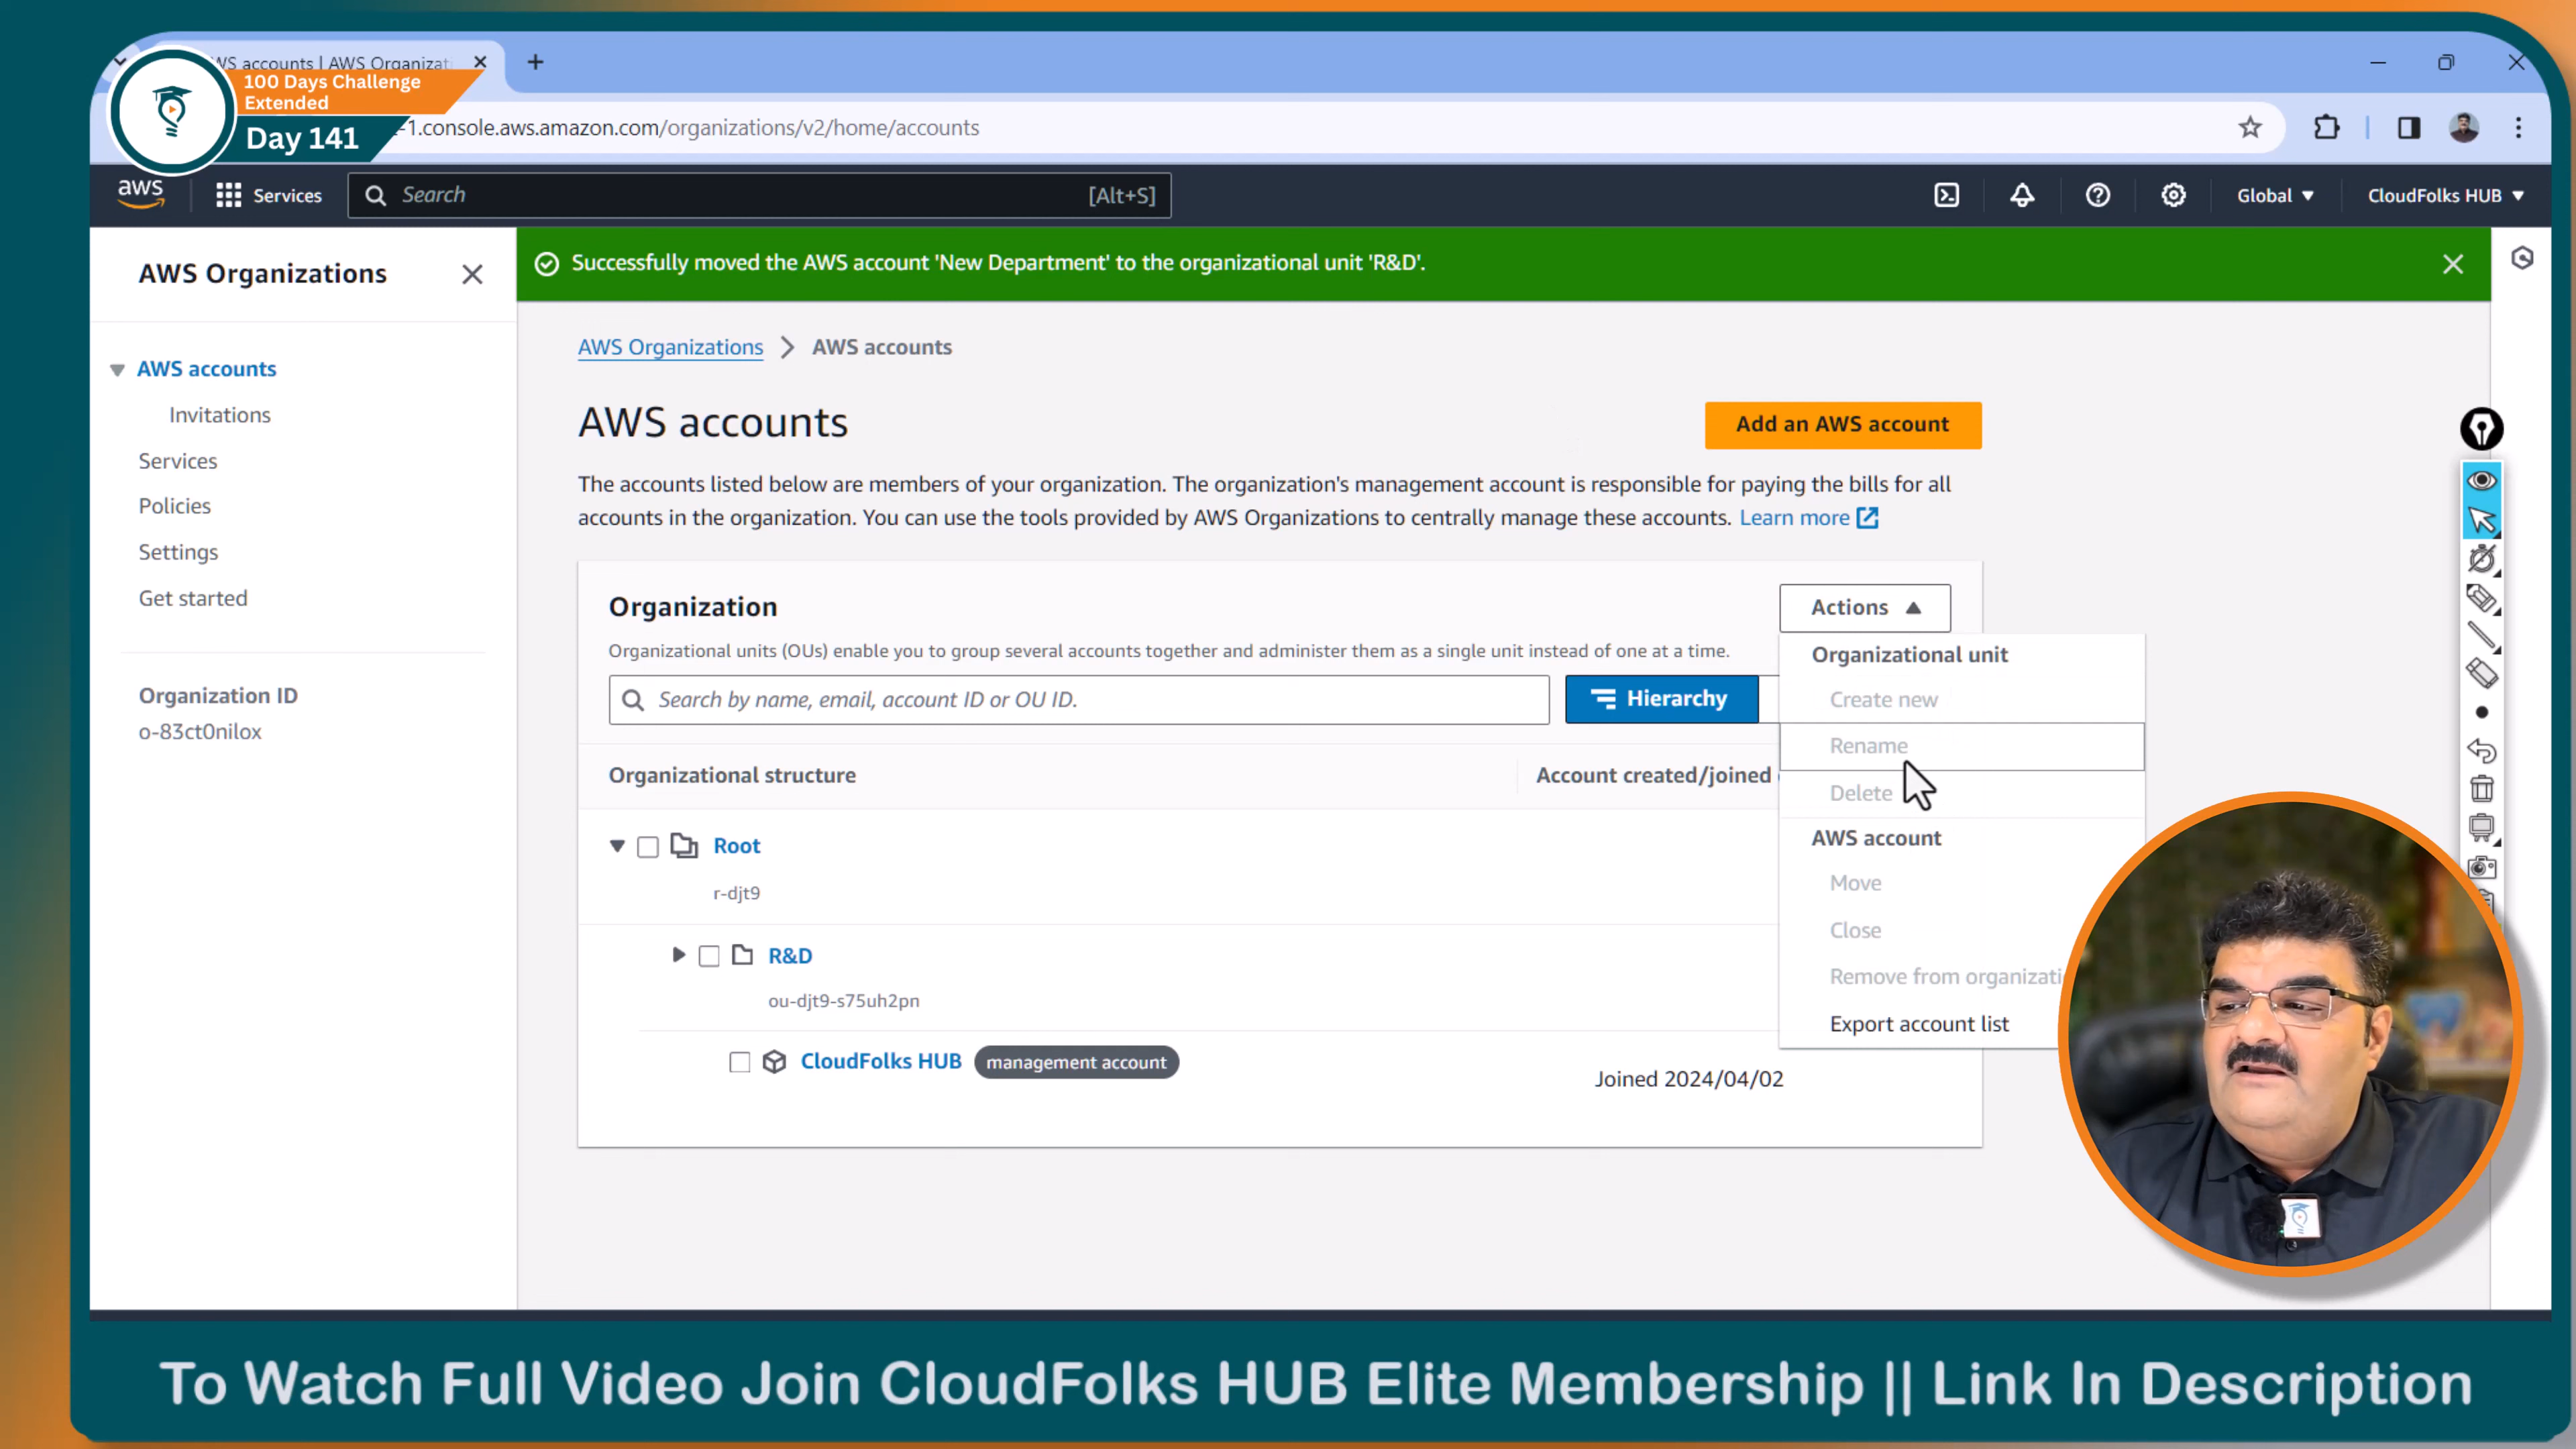 WS accounts | AWS Organizati
100 Days Challenge
Extended
Day 141
-1.console.aws.amazon.com/organizations/v2/home/accounts
aws
Services
Search
[Alt+S]
Global
CloudFolks HUB
AWS Organizations
Successfully moved the AWS account 'New Department' to the organizational unit 'R&D'.
AWS accounts
Invitations
Services
Policies
Settings
Get started
Organization ID
o-83ct0nilox
AWS Organizations
AWS accounts
AWS accounts
Add an AWS account
The accounts listed below are members of your organization. The organization's management account is responsible for paying the bills for all
accounts in the organization. You can use the tools provided by AWS Organizations to centrally manage these accounts. Learn more
Organization
Actions
Organizational units (OUs) enable you to group several accounts together and administer them as a single unit instead of one at a time.
Search by name, email, account ID or OU ID.
Hierarchy
Organizational unit
Create new
Rename
Delete
AWS account
Move
Close
Remove from organizati
Export account list
Organizational structure
Account created/joined
Root
r-djt9
R&D
ou-djt9-s75uh2pn
CloudFolks HUB
management account
Joined 2024/04/02
To Watch Full Video Join CloudFolks HUB Elite Membership || Link In Description